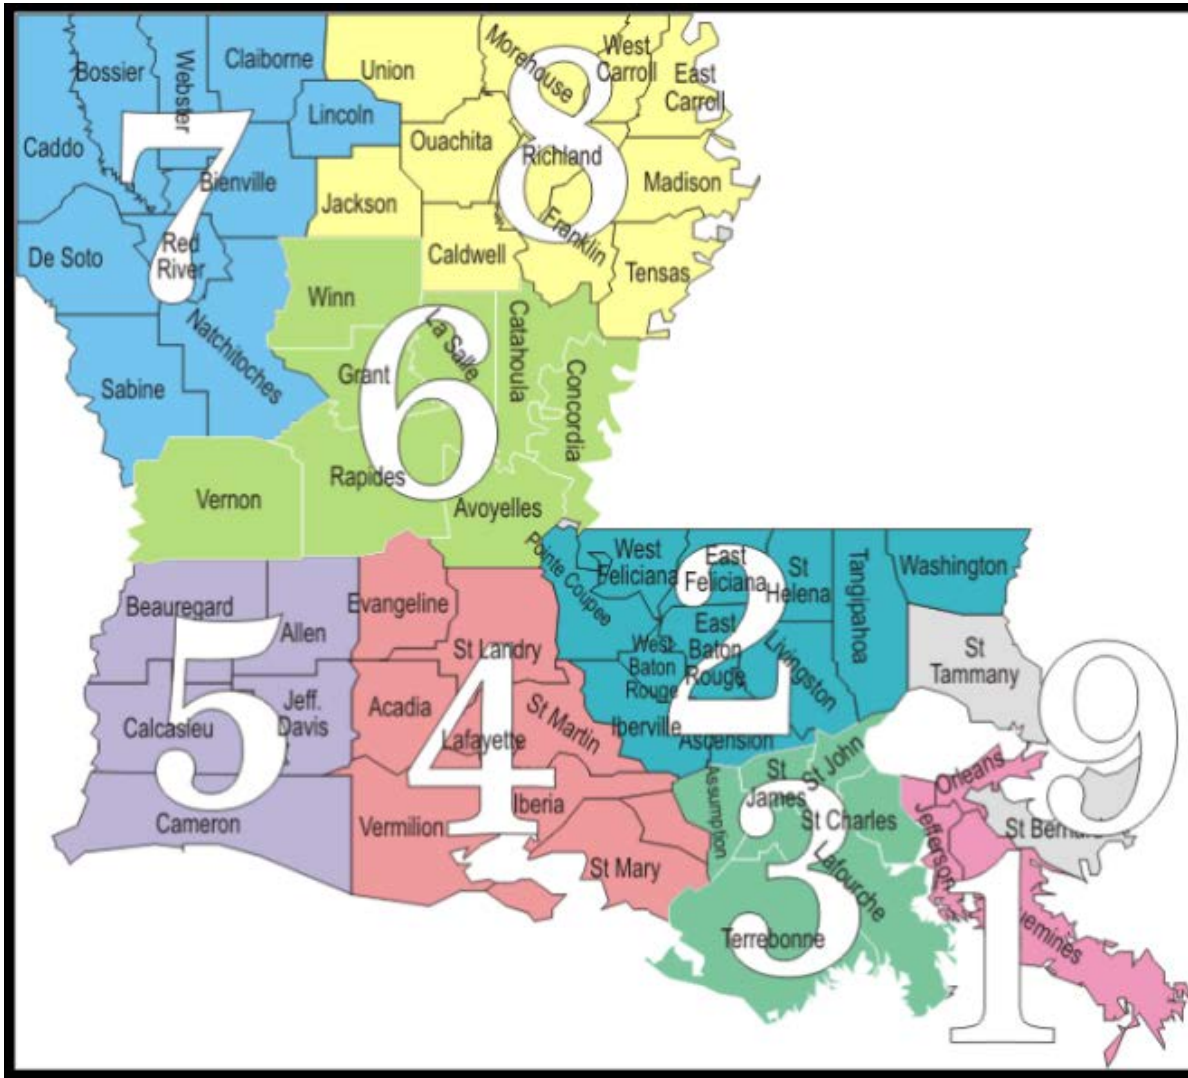 Bossier
Webster
Claiborne
Union
Morehouse
West
Carroll
East
Carroll
Caddo
Lincoln
Ouachita
Richland
Madison
7
8
Bienville
Jackson
Franklin
De Soto
Red
River
Caldwell
Tensas
Winn
Natchitoches
La Salle
Catahoula
Concordia
Sabine
Grant
6
Vernon
Rapides
Avoyelles
Pointe Coupee
West
Feliciana
East
Feliciana
St
Helena
Tangipahoa
Washington
Beauregard
Allen
Evangeline
St Landry
West
Baton
Rouge
East
Baton
Rouge
2
Livingston
St
Tammany
5
Calcasieu
Jeff.
Davis
Acadia
Lafayette
4
St Martin
Iberville
Ascension
9
Cameron
Vermilion
Iberia
St Mary
Assumption
St
James
St John
St Charles
Orleans
Jefferson
St Bernar
3
Lafourche
Terrebonne
1
uemines